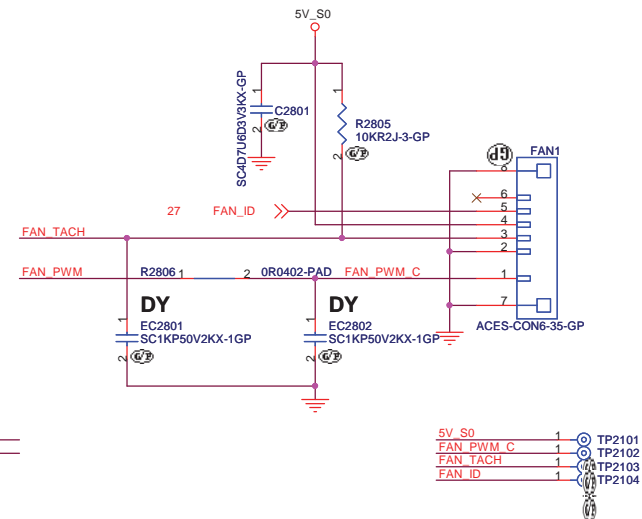 5V_S0
SC4D7U6D3V3KX-GP
1
C2801
2
G/P
1
R2805
10KR2J-3-GP
2
G/P
GP
FAN1
8
6
27 FAN_ID
5
4
FAN_TACH
3
2
FAN_PWM
R2806 1
2
0R0402-PAD
FAN_PWM_C
1
7
ACES-CON6-35-GP
DY
1
EC2801
SC1KP50V2KX-1GP
2
G/P
DY
1
EC2802
SC1KP50V2KX-1GP
2
G/P
5V_S0 1 TP2101
FAN_PWM_C 1 TP2102
FAN_TACH 1 TP2103
FAN_ID 1 TP2104